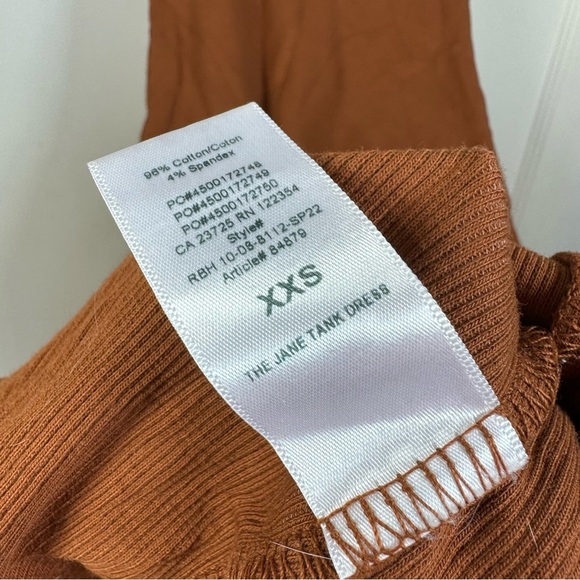 96% Cotton/Coton
4% Spandex
PO#4500172748
PO#4500172749
PO#4500172750
CA 23725 RN 122354
Style#
RBH 10-08-8112-SP22
Article# 84879
XXS
THE JANE TANK DRESS